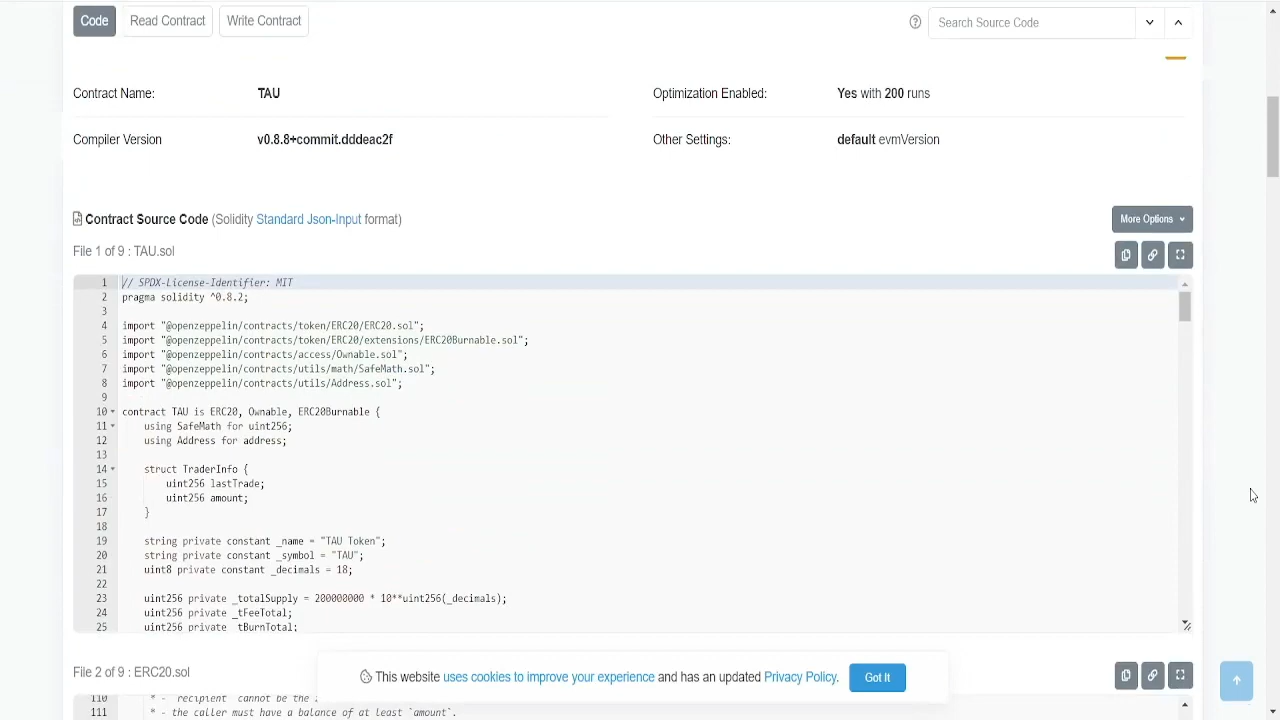 Code Read Contract Write Contract Search Source Code
Contract Name: TAU Optimization Enabled: Yes with 200 runs
Compiler Version v0.8.8+commit.dddeac2f Other Settings: default evmVersion
Contract Source Code (Solidity Standard Json-Input format) More Options
File 1 of 9 : TAU.sol
1 // SPDX-License-Identifier: MIT
2 pragma solidity ^0.8.2;
3
4 import "@openzeppelin/contracts/token/ERC20/ERC20.sol";
5 import "@openzeppelin/contracts/token/ERC20/extensions/ERC20Burnable.sol";
6 import "@openzeppelin/contracts/access/Ownable.sol";
7 import "@openzeppelin/contracts/utils/math/SafeMath.sol";
8 import "@openzeppelin/contracts/utils/Address.sol";
9
10 contract TAU is ERC20, Ownable, ERC20Burnable {
11 using SafeMath for uint256;
12 using Address for address;
13
14 struct TraderInfo {
15 uint256 lastTrade;
16 uint256 amount;
17 }
18
19 string private constant _name = "TAU Token";
20 string private constant _symbol = "TAU";
21 uint8 private constant _decimals = 18;
22
23 uint256 private _totalSupply = 200000000 * 10**uint256(_decimals);
24 uint256 private _tFeeTotal;
25 uint256 private _tBurnTotal;
File 2 of 9 : ERC20.sol
This website uses cookies to improve your experience and has an updated Privacy Policy. Got It
110 * - `recipient` cannot be the
111 * - the caller must have a balance of at least `amount`.